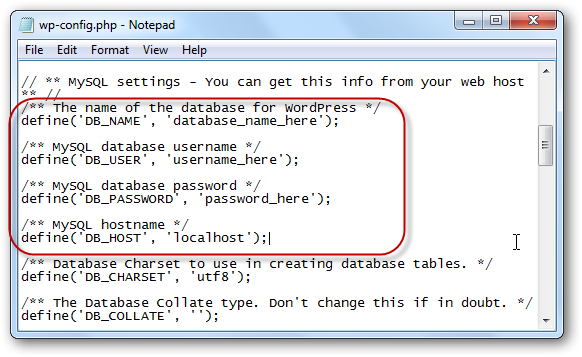 wp-config.php - Notepad
File Edit Format View Help
// ** MySQL settings - You can get this info from your web host
** //
/** The name of the database for WordPress */
define('DB_NAME', 'database_name_here');
/** MySQL database username */
define('DB_USER', 'username_here');
/** MySQL database password */
define('DB_PASSWORD', 'password_here');
/** MySQL hostname */
define('DB_HOST', 'localhost');
/** Database Charset to use in creating database tables. */
define('DB_CHARSET', 'utf8');
/** The Database Collate type. Don't change this if in doubt. */
define('DB_COLLATE', '');